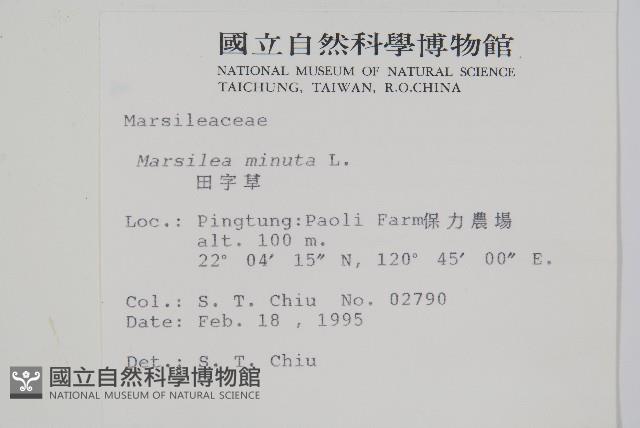 國立自然科學博物館
NATIONAL MUSEUM OF NATURAL SCIENCE
TAICHUNG, TAIWAN, R.O.CHINA
Marsileaceae
Marsilea minuta L.
田字草
Loc.: Pingtung:Paoli Farm保力農場
alt. 100 m.
22° 04′ 15″ N, 120° 45′ 00″ E.
Col.: S. T. Chiu No. 02790
Date: Feb. 18 , 1995
Det.: S. T. Chiu
國立自然科學博物館
NATIONAL MUSEUM OF NATURAL SCIENCE